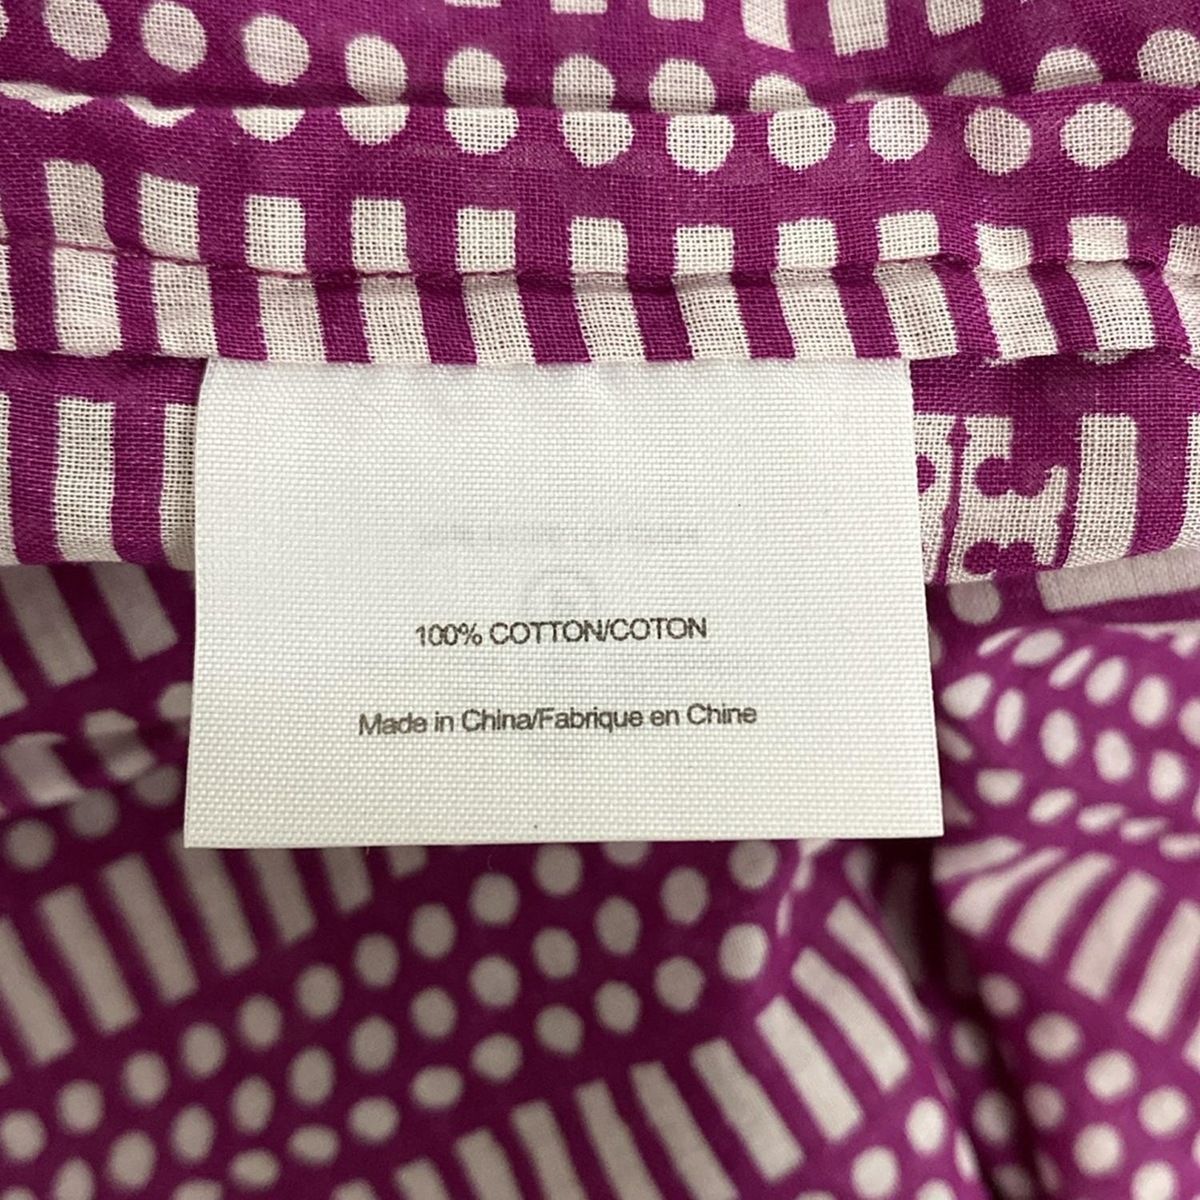 100% COTTON/COTON
Made in China/Fabrique en Chine